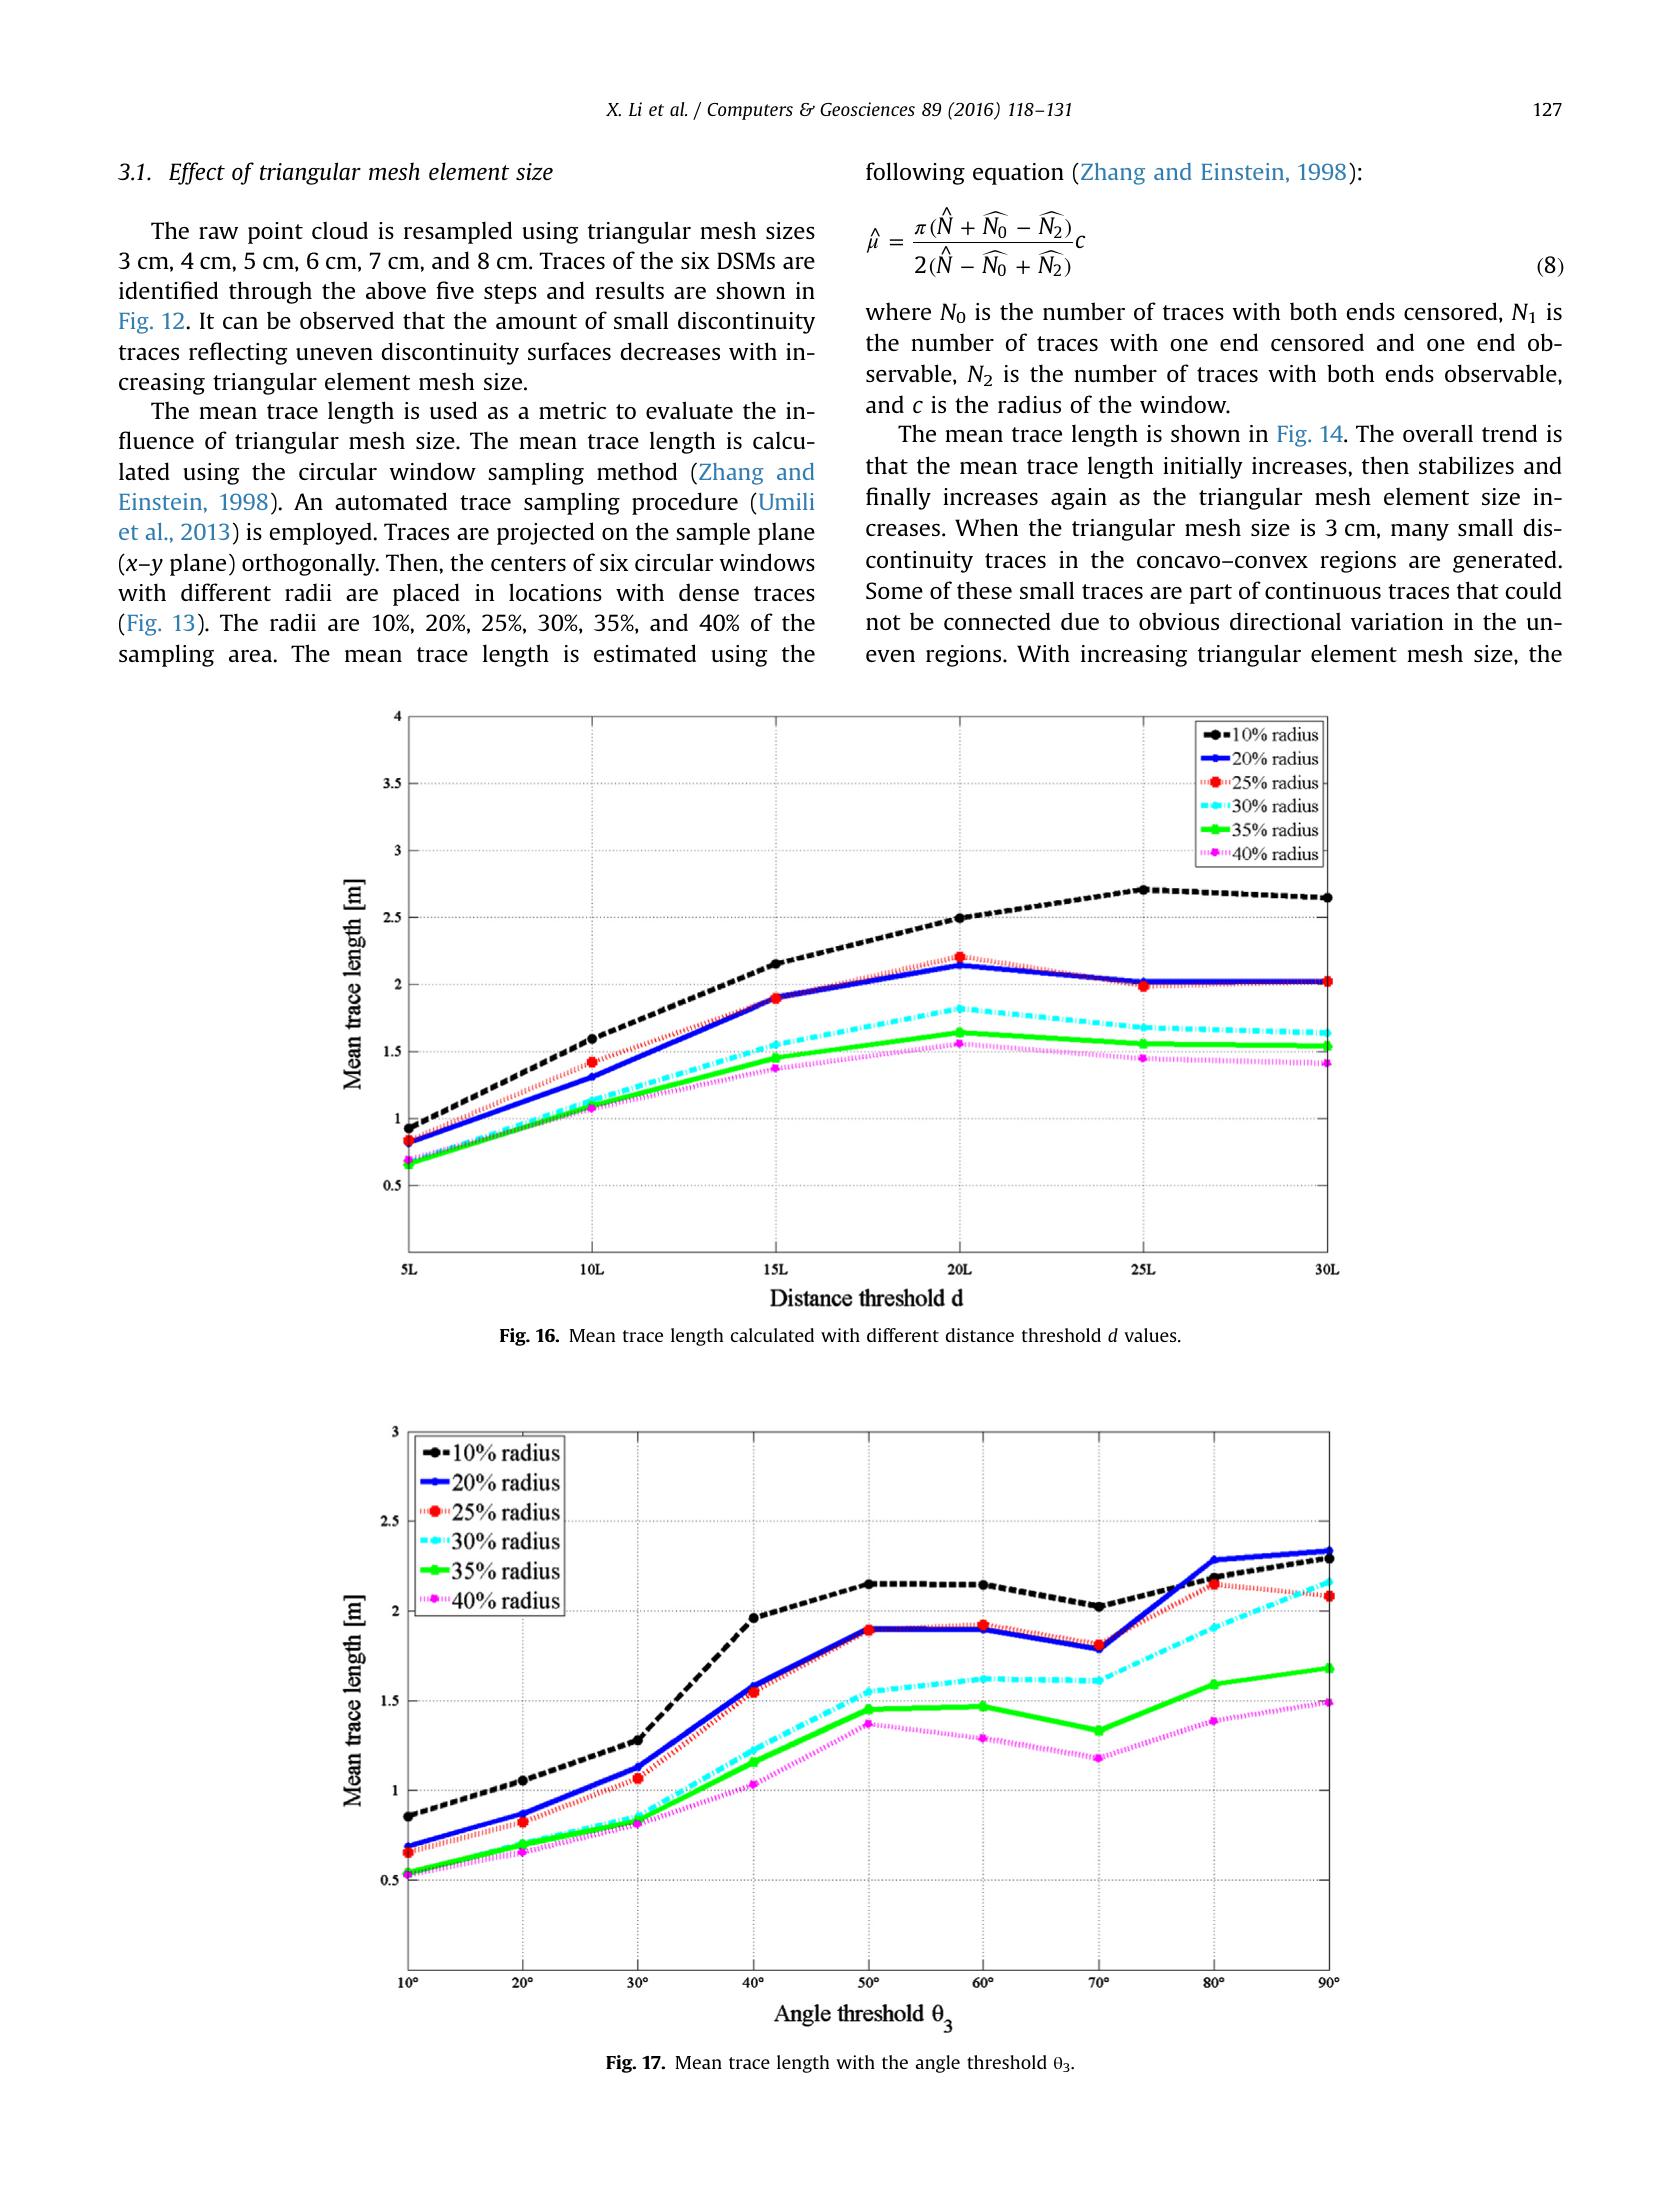 X. Li et al. / Computers & Geosciences 89 (2016) 118–131
127
3.1. Effect of triangular mesh element size
The raw point cloud is resampled using triangular mesh sizes
3 cm, 4 cm, 5 cm, 6 cm, 7 cm, and 8 cm. Traces of the six DSMs are
identified through the above five steps and results are shown in
Fig. 12. It can be observed that the amount of small discontinuity
traces reflecting uneven discontinuity surfaces decreases with in-
creasing triangular element mesh size.
The mean trace length is used as a metric to evaluate the in-
fluence of triangular mesh size. The mean trace length is calcu-
lated using the circular window sampling method (Zhang and
Einstein, 1998). An automated trace sampling procedure (Umili
et al., 2013) is employed. Traces are projected on the sample plane
(x–y plane) orthogonally. Then, the centers of six circular windows
with different radii are placed in locations with dense traces
(Fig. 13). The radii are 10%, 20%, 25%, 30%, 35%, and 40% of the
sampling area. The mean trace length is estimated using the
following equation (Zhang and Einstein, 1998):
μ̂ = π(N̂ + N̂₀ − N̂₂) / 2(N̂ − N̂₀ + N̂₂) c
(8)
where N₀ is the number of traces with both ends censored, N₁ is
the number of traces with one end censored and one end ob-
servable, N₂ is the number of traces with both ends observable,
and c is the radius of the window.
The mean trace length is shown in Fig. 14. The overall trend is
that the mean trace length initially increases, then stabilizes and
finally increases again as the triangular mesh element size in-
creases. When the triangular mesh size is 3 cm, many small dis-
continuity traces in the concavo–convex regions are generated.
Some of these small traces are part of continuous traces that could
not be connected due to obvious directional variation in the un-
even regions. With increasing triangular element mesh size, the
4
3.5
3
2.5
2
1.5
1
0.5
Mean trace length [m]
10% radius
20% radius
25% radius
30% radius
35% radius
40% radius
5L 10L 15L 20L 25L 30L
Distance threshold d
Fig. 16. Mean trace length calculated with different distance threshold d values.
3
2.5
2
1.5
1
0.5
Mean trace length [m]
10% radius
20% radius
25% radius
30% radius
35% radius
40% radius
10° 20° 30° 40° 50° 60° 70° 80° 90°
Angle threshold θ₃
Fig. 17. Mean trace length with the angle threshold θ₃.